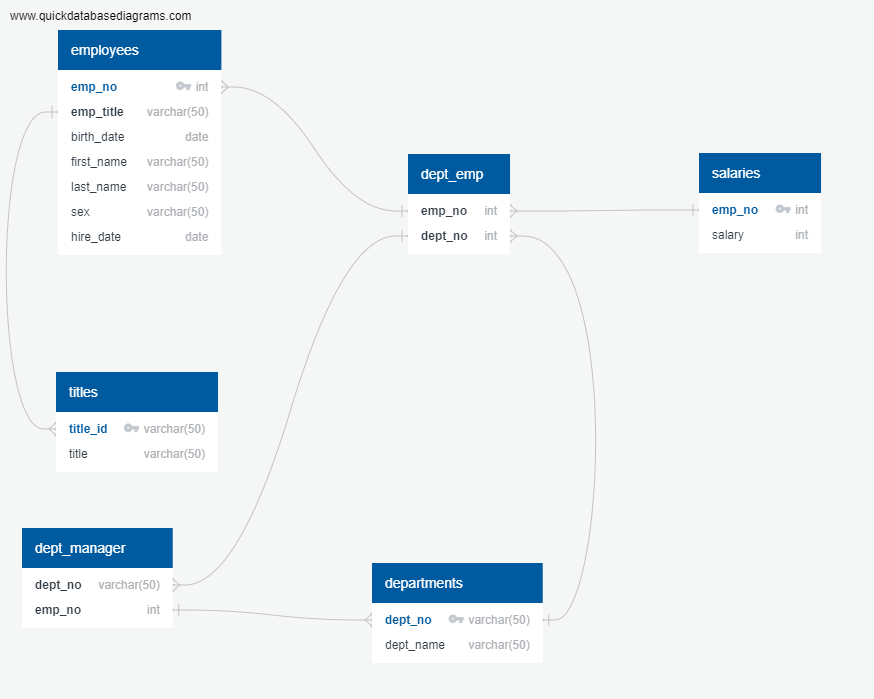 www.quickdatabasediagrams.com
employees
emp_no int
emp_title varchar(50)
birth_date date
first_name varchar(50)
last_name varchar(50)
sex varchar(50)
hire_date date
dept_emp
emp_no int
dept_no int
salaries
emp_no int
salary int
titles
title_id varchar(50)
title varchar(50)
dept_manager
dept_no varchar(50)
emp_no int
departments
dept_no varchar(50)
dept_name varchar(50)